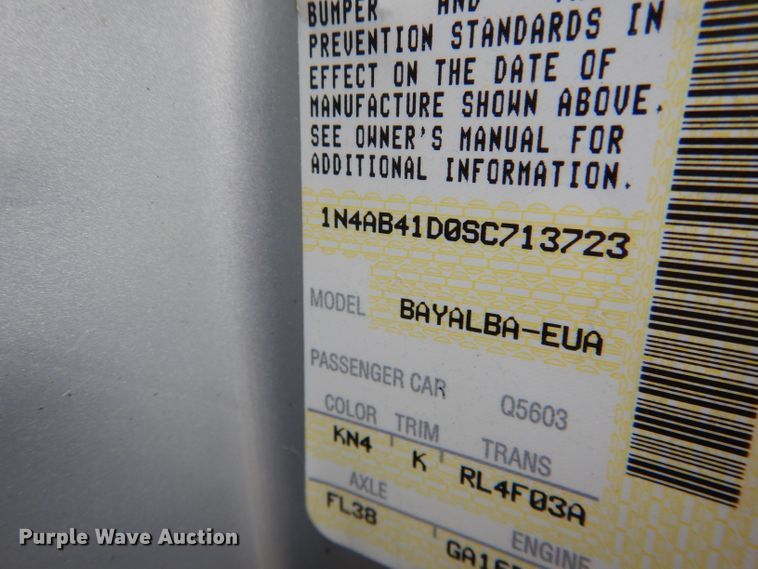 BUMPER AND
PREVENTION STANDARDS IN
EFFECT ON THE DATE OF
MANUFACTURE SHOWN ABOVE.
SEE OWNER'S MANUAL FOR
ADDITIONAL INFORMATION.
1N4AB41D0SC713723
MODEL BAYALBA-EUA
PASSENGER CAR Q5603
COLOR TRIM TRANS
KN4 K RL4F03A
AXLE ENGINE
FL38
Purple Wave Auction